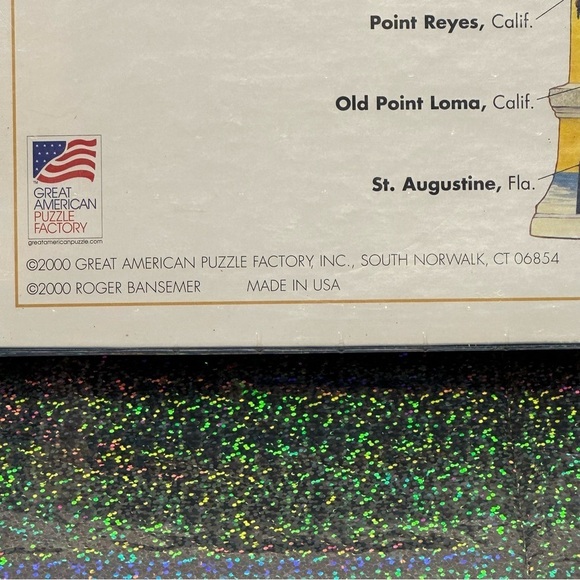 Point Reyes, Calif.
Old Point Loma, Calif.
St. Augustine, Fla.
GREAT
AMERICAN
PUZZLE
FACTORY
greatamericanpuzzle.com
©2000 GREAT AMERICAN PUZZLE FACTORY, INC., SOUTH NORWALK, CT 06854
©2000 ROGER BANSEMER MADE IN USA